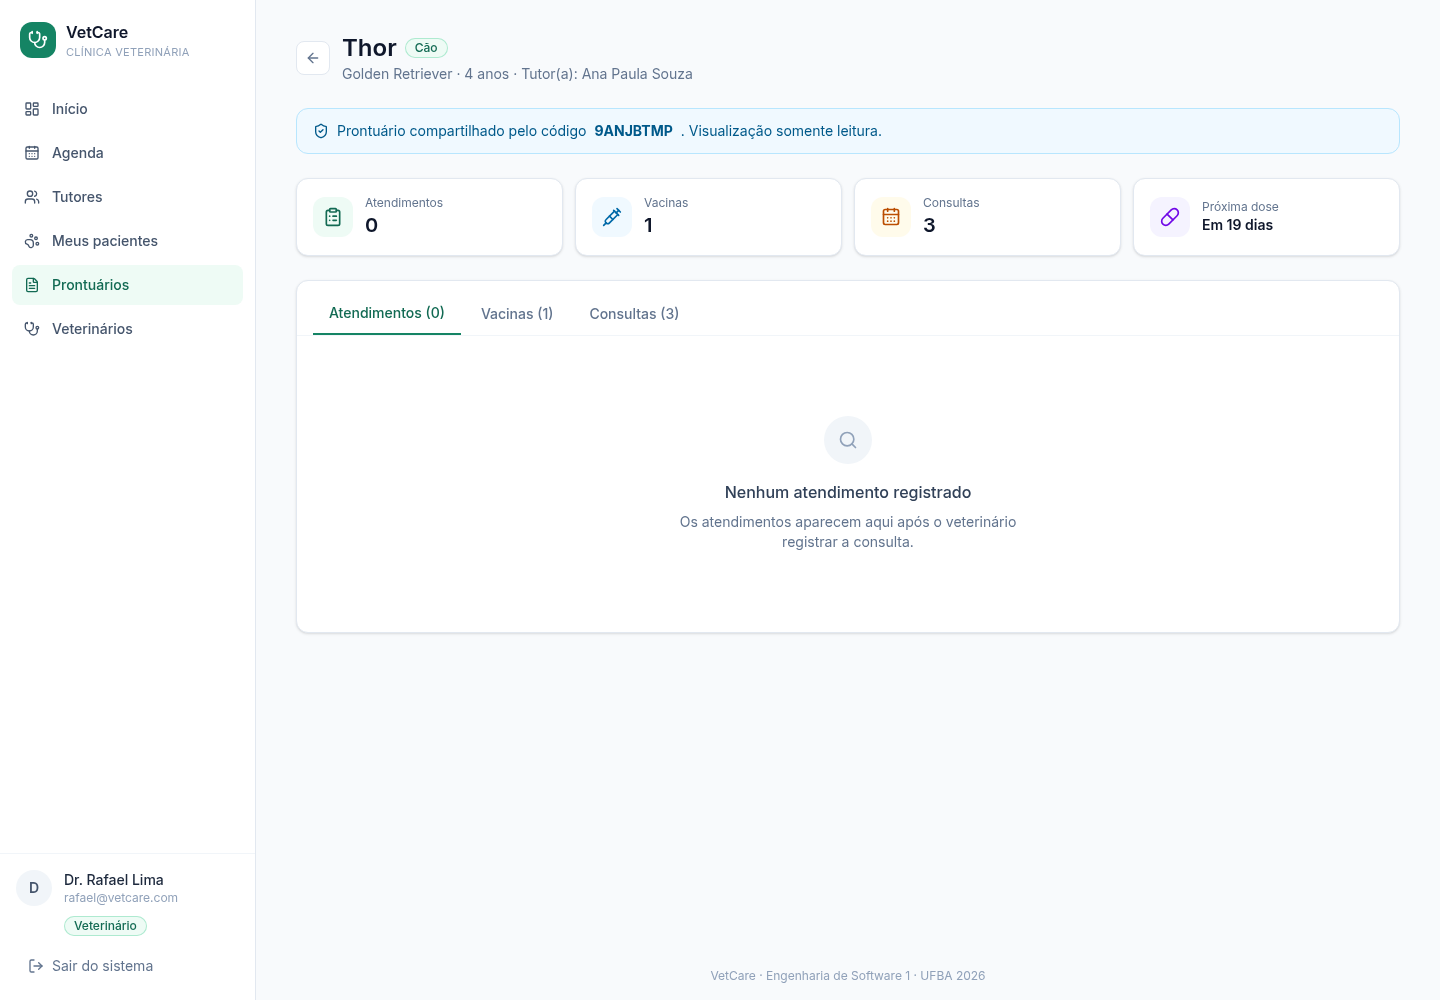 VetCare
CLÍNICA VETERINÁRIA
Início
Agenda
Tutores
Meus pacientes
Prontuários
Veterinários
D
Dr. Rafael Lima
rafael@vetcare.com
Veterinário
Sair do sistema
Thor
Cão
Golden Retriever · 4 anos · Tutor(a): Ana Paula Souza
Prontuário compartilhado pelo código 9ANJBTMP . Visualização somente leitura.
Atendimentos
0
Vacinas
1
Consultas
3
Próxima dose
Em 19 dias
Atendimentos (0)
Vacinas (1)
Consultas (3)
Nenhum atendimento registrado
Os atendimentos aparecem aqui após o veterinário
registrar a consulta.
VetCare · Engenharia de Software 1 · UFBA 2026